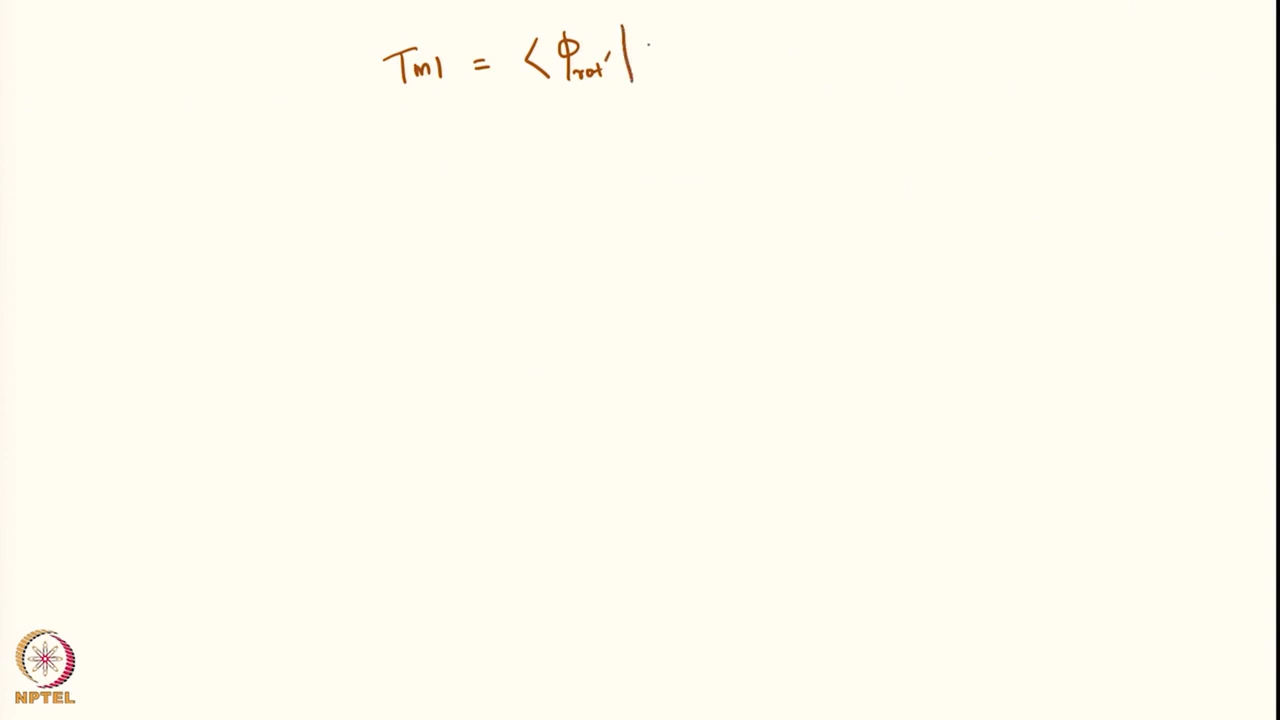 Tm1 = <Φrot'|
NPTEL